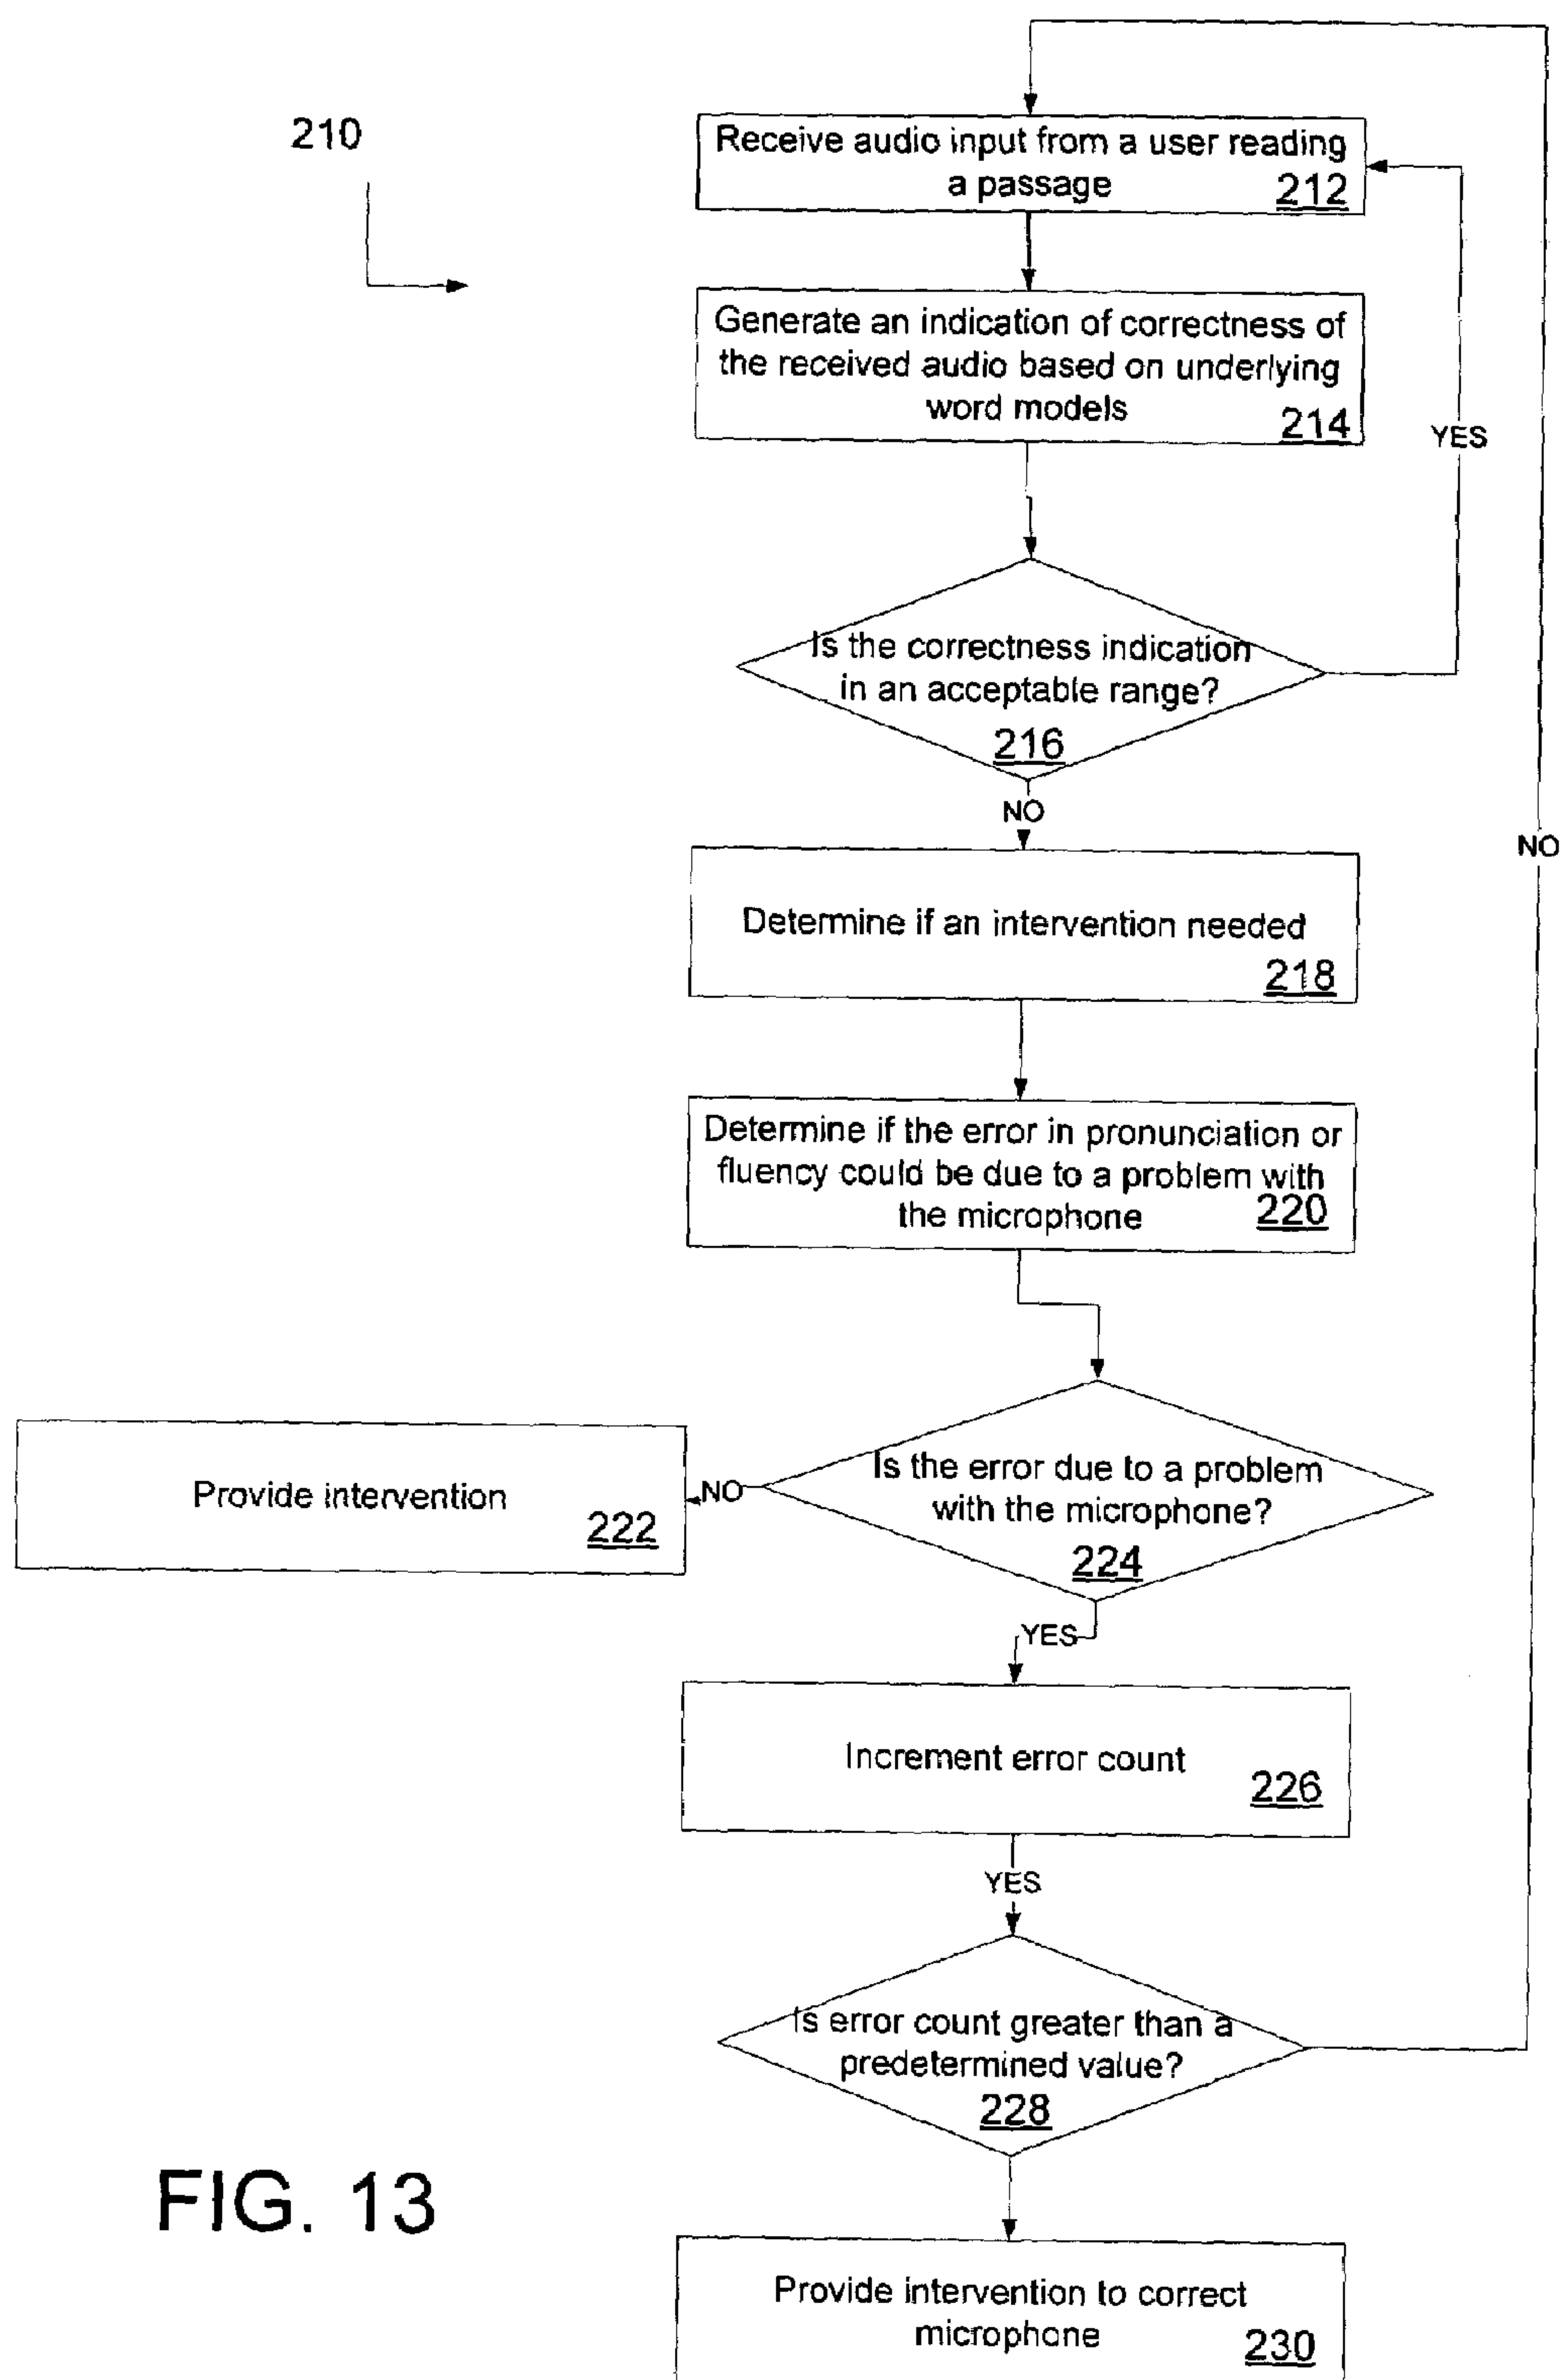 210
Receive audio input from a user reading
a passage 212
Generate an indication of correctness of
the received audio based on underlying
word models 214
YES
Is the correctness indication
in an acceptable range?
216
NO
NO
Determine if an intervention needed
218
Determine if the error in pronunciation or
fluency could be due to a problem with
the microphone 220
Is the error due to a problem
with the microphone?
224
NO
Provide intervention
222
YES
Increment error count
226
YES
Is error count greater than a
predetermined value?
228
FIG. 13
Provide intervention to correct
microphone 230